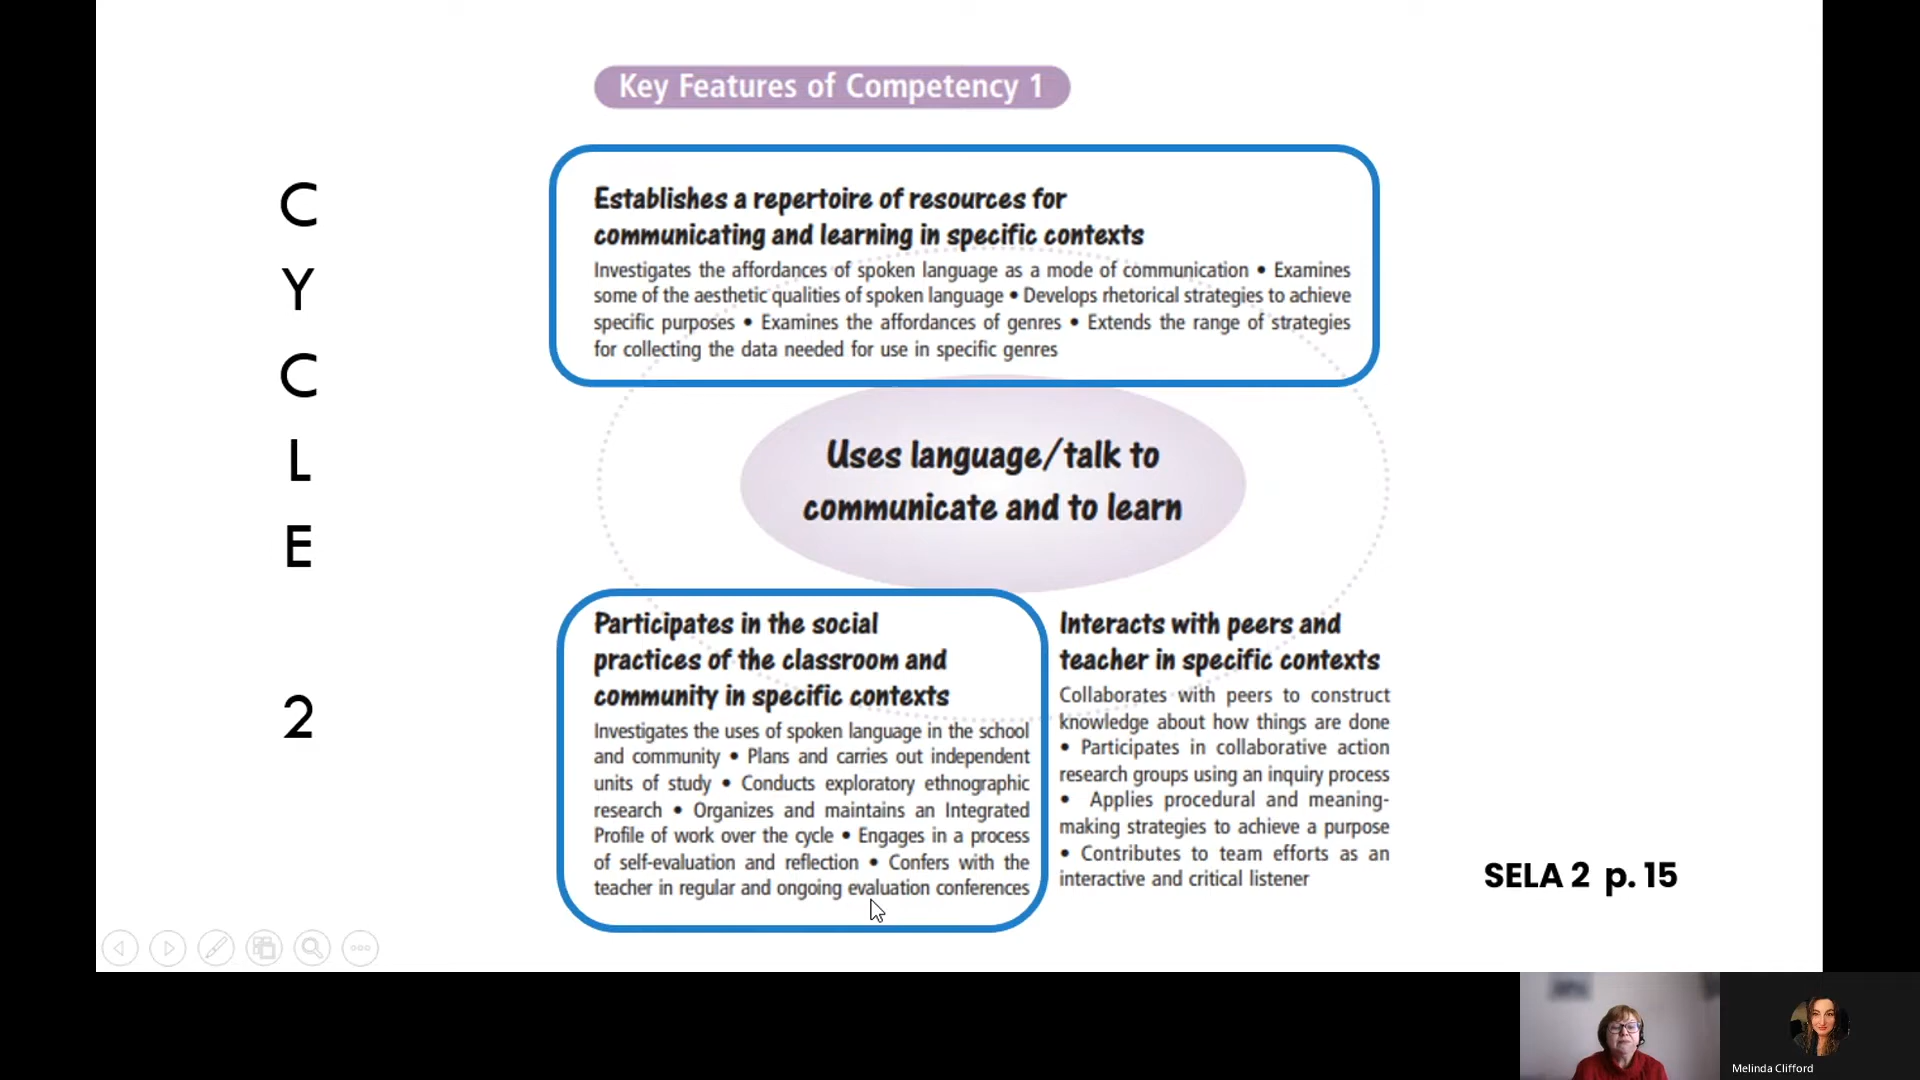 Key Features of Competency 1
C
Y
C
L
E
2
Establishes a repertoire of resources for
communicating and learning in specific contexts
Investigates the affordances of spoken language as a mode of communication • Examines
some of the aesthetic qualities of spoken language • Develops rhetorical strategies to achieve
specific purposes • Examines the affordances of genres • Extends the range of strategies
for collecting the data needed for use in specific genres
Uses language/talk to
communicate and to learn
Participates in the social
practices of the classroom and
community in specific contexts
Investigates the uses of spoken language in the school
and community • Plans and carries out independent
units of study • Conducts exploratory ethnographic
research • Organizes and maintains an Integrated
Profile of work over the cycle • Engages in a process
of self-evaluation and reflection • Confers with the
teacher in regular and ongoing evaluation conferences
Interacts with peers and
teacher in specific contexts
Collaborates with peers to construct
knowledge about how things are done
• Participates in collaborative action
research groups using an inquiry process
• Applies procedural and meaning-
making strategies to achieve a purpose
• Contributes to team efforts as an
interactive and critical listener
SELA 2 p. 15
Melinda Clifford